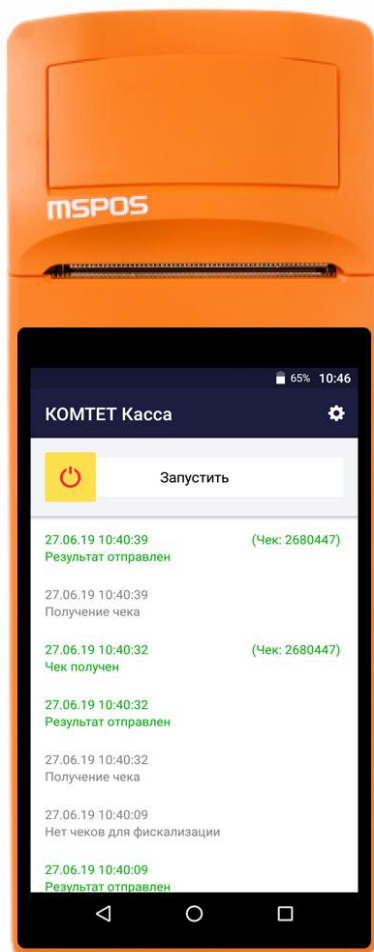 MSPOS
65% 10:46
КОМТЕТ Касса
Запустить
27.06.19 10:40:39 (Чек: 2680447)
Результат отправлен
27.06.19 10:40:39
Получение чека
27.06.19 10:40:32 (Чек: 2680447)
Чек получен
27.06.19 10:40:32
Результат отправлен
27.06.19 10:40:32
Получение чека
27.06.19 10:40:09
Нет чеков для фискализации
27.06.19 10:40:09
Результат отправлен